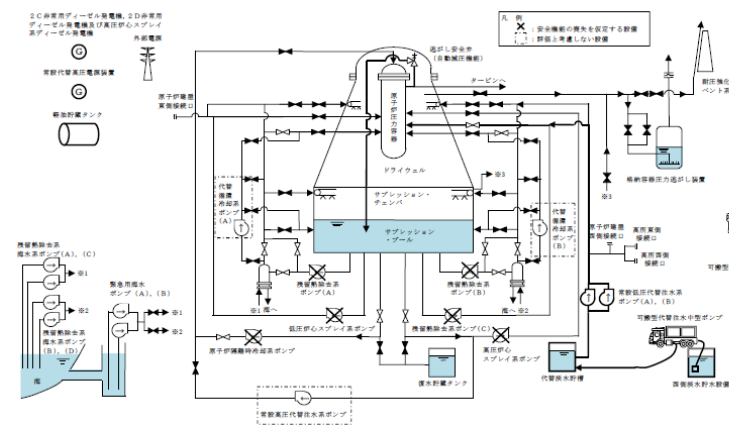 2C非常用ディーゼル発電機，2D非常用
ディーゼル発電機及び高圧炉心スプレイ
系ディーゼル発電機
外部電源
G
常設代替高圧電源装置
G
軽油貯蔵タンク
凡 例
：安全機能の喪失を仮定する設備
：評価上考慮しない設備
逃がし安全弁
（自動減圧機能）
タービンへ
耐圧強化
ベント系
原子炉建屋
東側接続口
原子炉圧力容器
ドライウェル
格納容器圧力逃がし装置
※3
※3
サプレッション・
チェンバ
サプレッション
・プール
代替
循環
冷却系
ポンプ
（A）
代替
循環
冷却系
ポンプ
（B）
原子炉建屋
西側接続口
高所東側
接続口
高所西側
接続口
可搬型
残留熱除去系
海水系ポンプ(A)，(C)
※1
※2
緊急用海水
ポンプ(A)，(B)
※1
※2
残留熱除去系
海水系ポンプ
(B)，(D)
海
残留熱除去系
ポンプ(A)
残留熱除去系
ポンプ(B)
※1
海へ
海へ
※2
低圧炉心スプレイ系ポンプ
残留熱除去系ポンプ(C)
原子炉隔離時冷却系ポンプ
高圧炉心
スプレイ系ポンプ
常設低圧代替注水系
ポンプ(A)，(B)
可搬型代替注水中型ポンプ
復水貯蔵タンク
代替淡水貯槽
西側淡水貯水設備
常設高圧代替注水系ポンプ